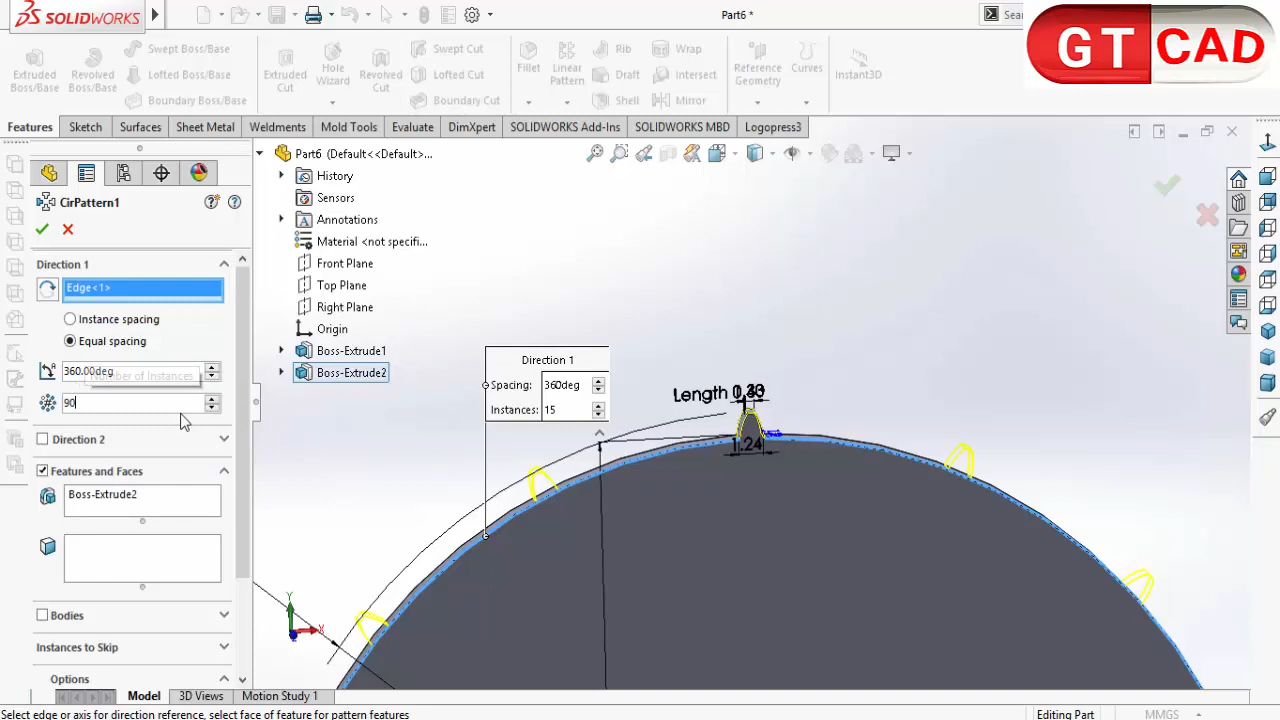 SOLIDWORKS
Part6 *
Sear
GT CAD
Extruded Boss/Base
Revolved Boss/Base
Swept Boss/Base
Lofted Boss/Base
Boundary Boss/Base
Extruded Cut
Hole Wizard
Revolved Cut
Swept Cut
Lofted Cut
Boundary Cut
Fillet
Linear Pattern
Rib
Draft
Shell
Wrap
Intersect
Mirror
Reference Geometry
Curves
Instant3D
Features Sketch Surfaces Sheet Metal Weldments Mold Tools Evaluate DimXpert SOLIDWORKS Add-Ins SOLIDWORKS MBD Logopress3
CirPattern1
Direction 1
Edge<1>
Instance spacing
Equal spacing
360.00deg
Number of Instances
90
Direction 2
Features and Faces
Boss-Extrude2
Bodies
Instances to Skip
Options
Part6 (Default<<Default>...
History
Sensors
Annotations
Material <not specifi...
Front Plane
Top Plane
Right Plane
Origin
Boss-Extrude1
Boss-Extrude2
Direction 1
Spacing: 360deg
Instances: 15
Length
1.24
Y
X
Model 3D Views Motion Study 1
Select edge or axis for direction reference, select face of feature for pattern features
Editing Part
MMGS